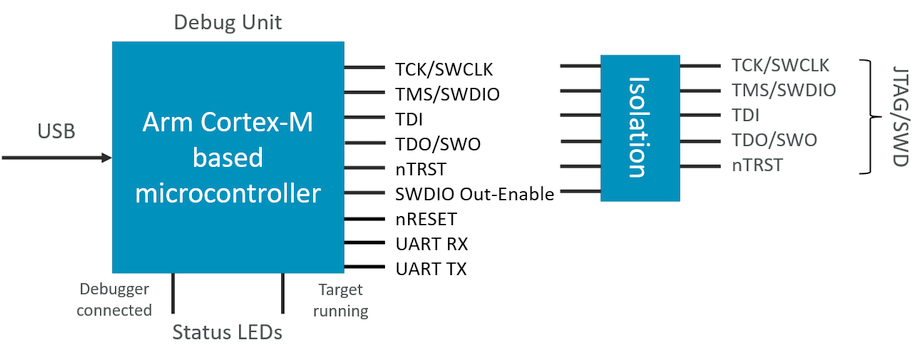 Debug Unit
USB
Arm Cortex-M
based
microcontroller
TCK/SWCLK
TMS/SWDIO
TDI
TDO/SWO
nTRST
SWDIO Out-Enable
nRESET
UART RX
UART TX
Debugger
connected
Target
running
Status LEDs
Isolation
TCK/SWCLK
TMS/SWDIO
TDI
TDO/SWO
nTRST
JTAG/SWD